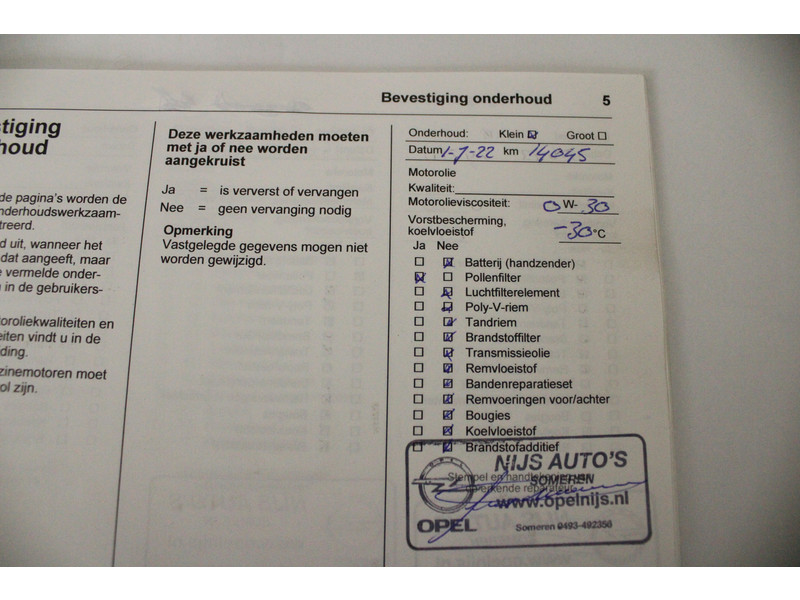 Bevestiging onderhoud 5
stiging
houd
de pagina's worden de
nderhoudswerkzaam-
treerd.
d uit, wanneer het
dat aangeeft, maar
vermelde onder-
in de gebruikers-
oroliekwaliteiten en
eiten vindt u in de
ding.
zinemotoren moet
ol zijn.
Deze werkzaamheden moeten
met ja of nee worden
aangekruist
Ja = is ververst of vervangen
Nee = geen vervanging nodig
Opmerking
Vastgelegde gegevens mogen niet
worden gewijzigd.
Onderhoud: Klein Groot
Datum 1-7-22 km 14045
Motorolie
Kwaliteit:
Motorolieviscositeit: 0 W- 30
Vorstbescherming,
koelvloeistof -30 °C
Ja Nee
Batterij (handzender)
Pollenfilter
Luchtfilterelement
Poly-V-riem
Tandriem
Brandstoffilter
Transmissieolie
Remvloeistof
Bandenreparatieset
Remvoeringen voor/achter
Bougies
Koelvloeistof
Brandstofadditief
NIJS AUTO'S
SOMEREN
www.opelnijs.nl
OPEL Someren 0493-492356